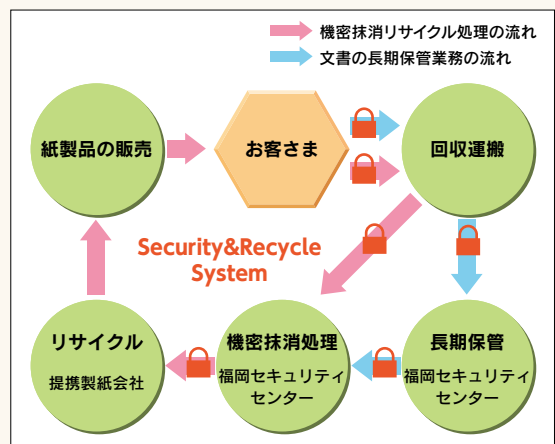 機密抹消リサイクル処理の流れ
文書の長期保管業務の流れ
紙製品の販売
お客さま
回収運搬
Security&Recycle
System
リサイクル
提携製紙会社
機密抹消処理
福岡セキュリティ
センター
長期保管
福岡セキュリティ
センター